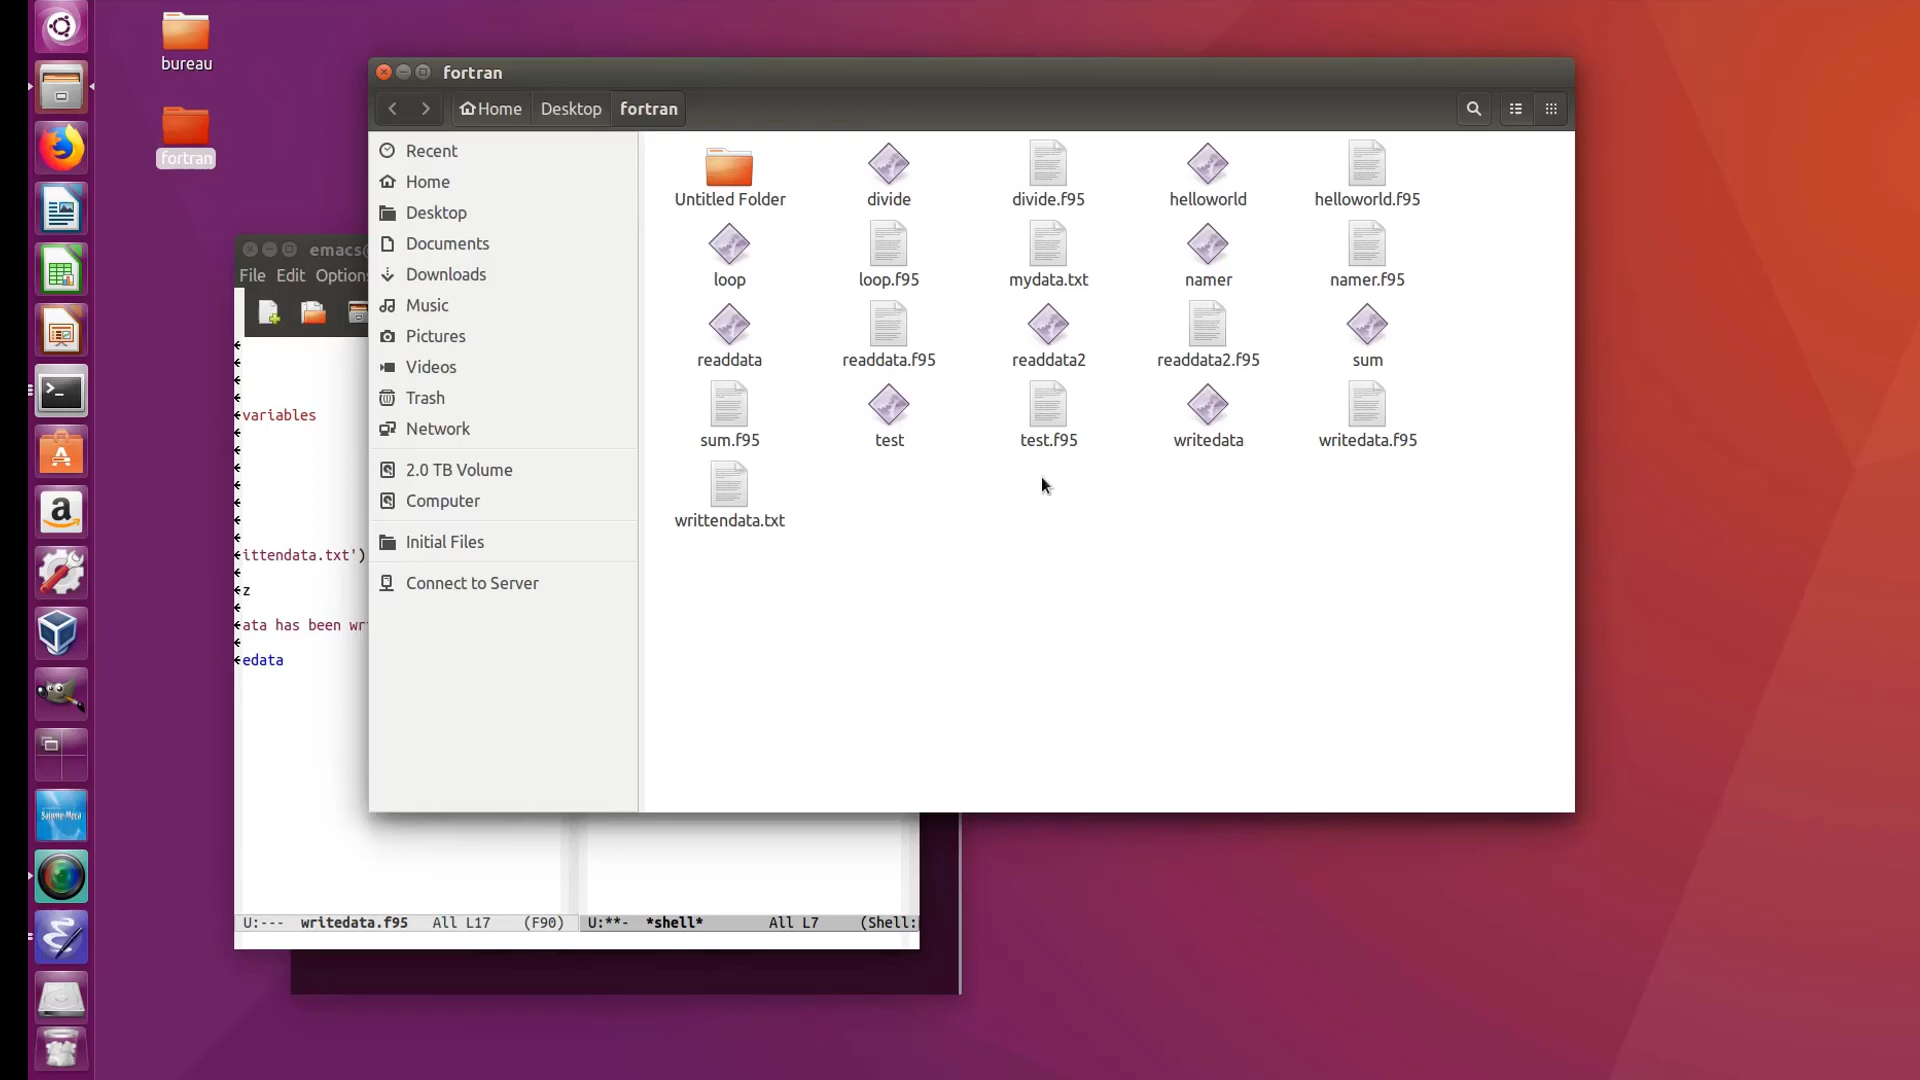 bureau
fortran
fortran
Home Desktop fortran
Recent
Home
Desktop
Documents
Downloads
Music
Pictures
Videos
Trash
Network
2.0 TB Volume
Computer
Initial Files
Connect to Server
Untitled Folder divide divide.f95 helloworld helloworld.f95
loop loop.f95 mydata.txt namer namer.f95
readdata readdata.f95 readdata2 readdata2.f95 sum
sum.f95 test test.f95 writedata writedata.f95
writtendata.txt
emacs@
File Edit Option
variables
ittendata.txt')
z
ata has been wr
edata
U:--- writedata.f95 All L17 (F90)
U:**- *shell* All L7 (Shell:
a
Salome-Meca